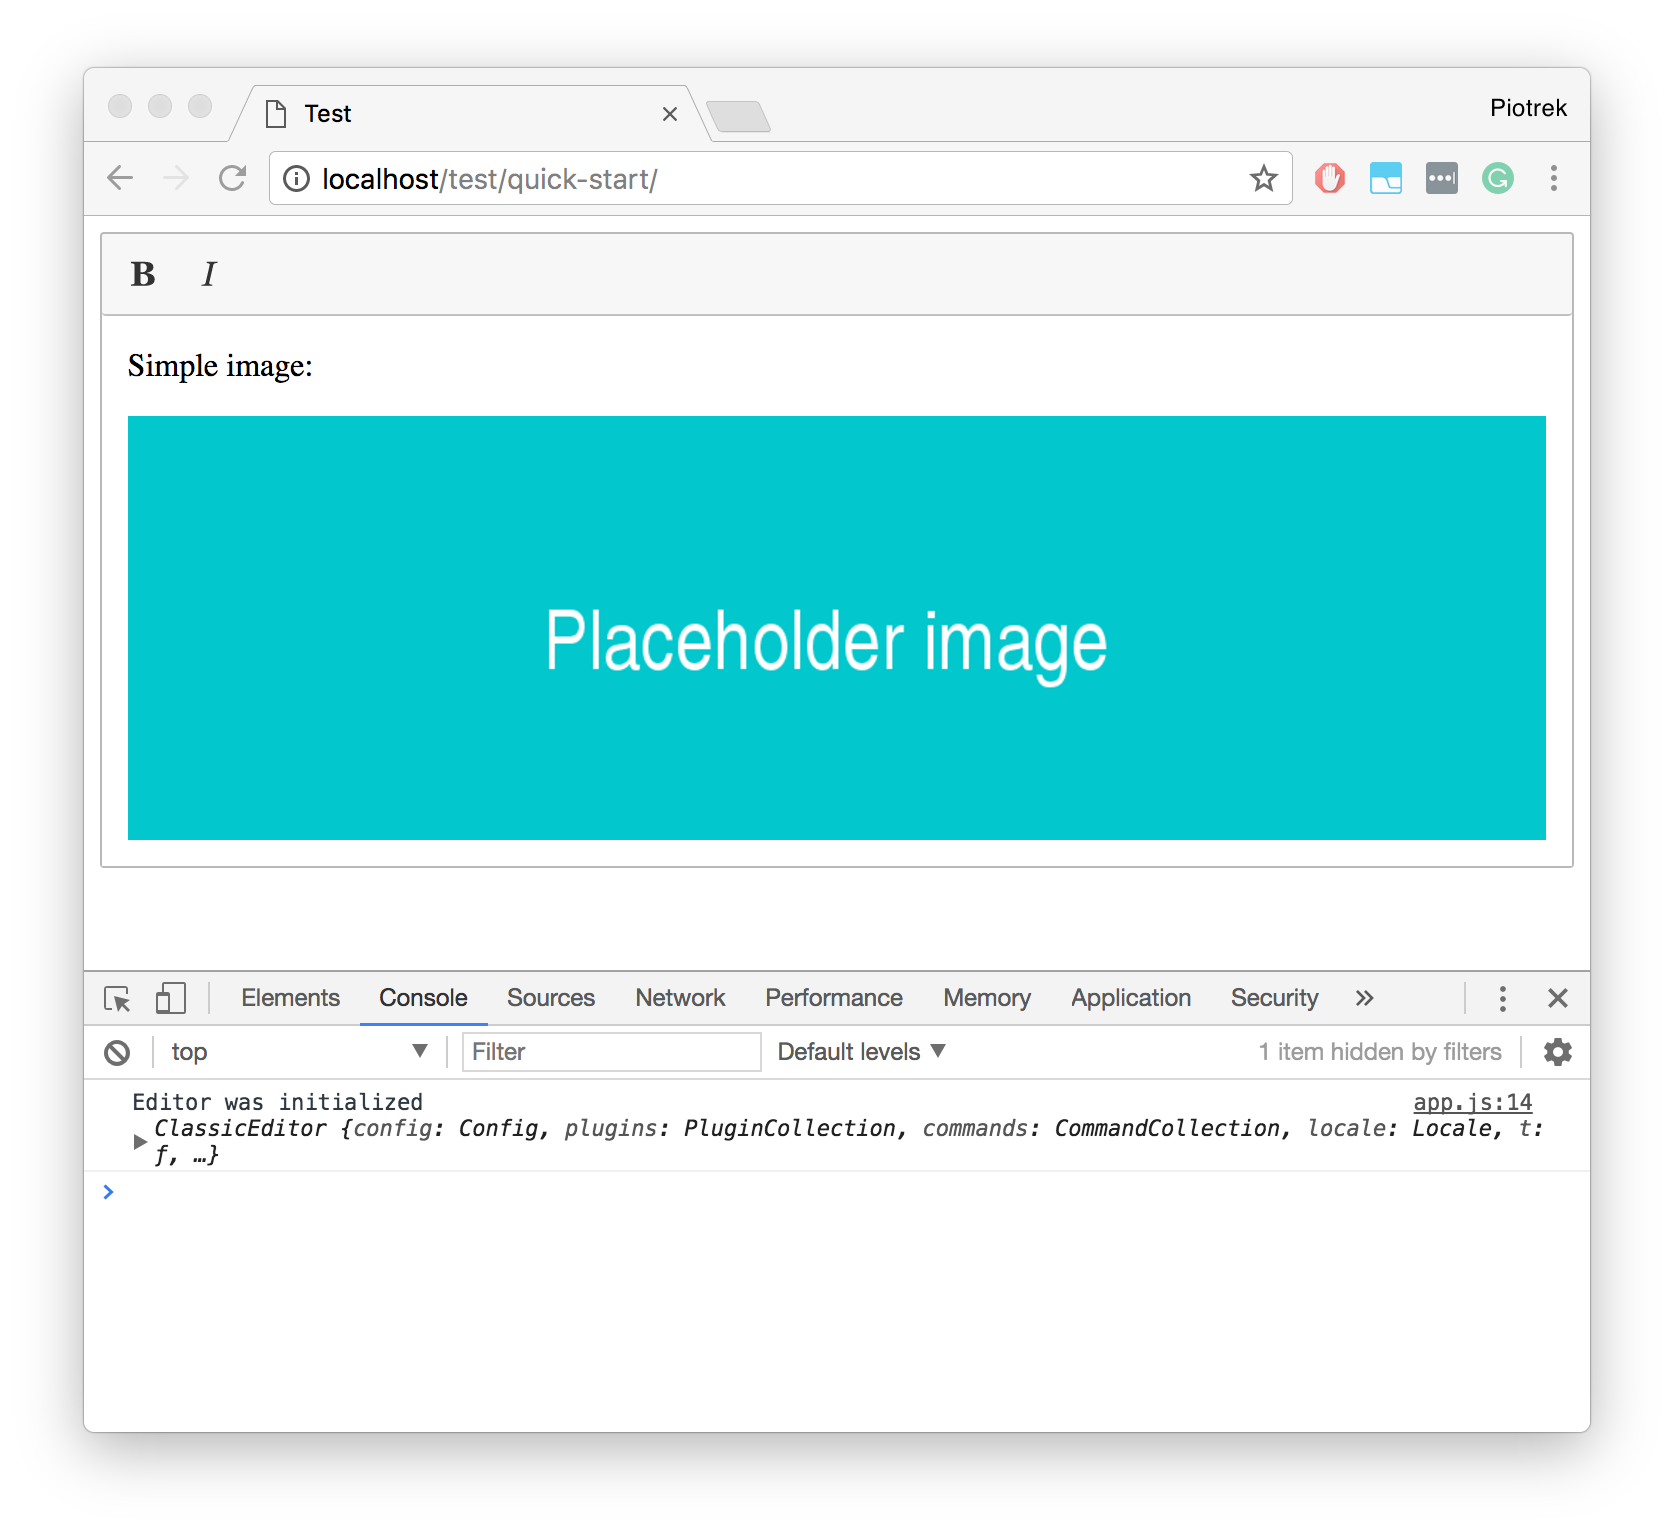 Test
Piotrek
localhost/test/quick-start/
B I
Simple image:
Placeholder image
Elements Console Sources Network Performance Memory Application Security
top Filter Default levels 1 item hidden by filters
Editor was initialized app.js:14
ClassicEditor {config: Config, plugins: PluginCollection, commands: CommandCollection, locale: Locale, t:
ƒ, …}